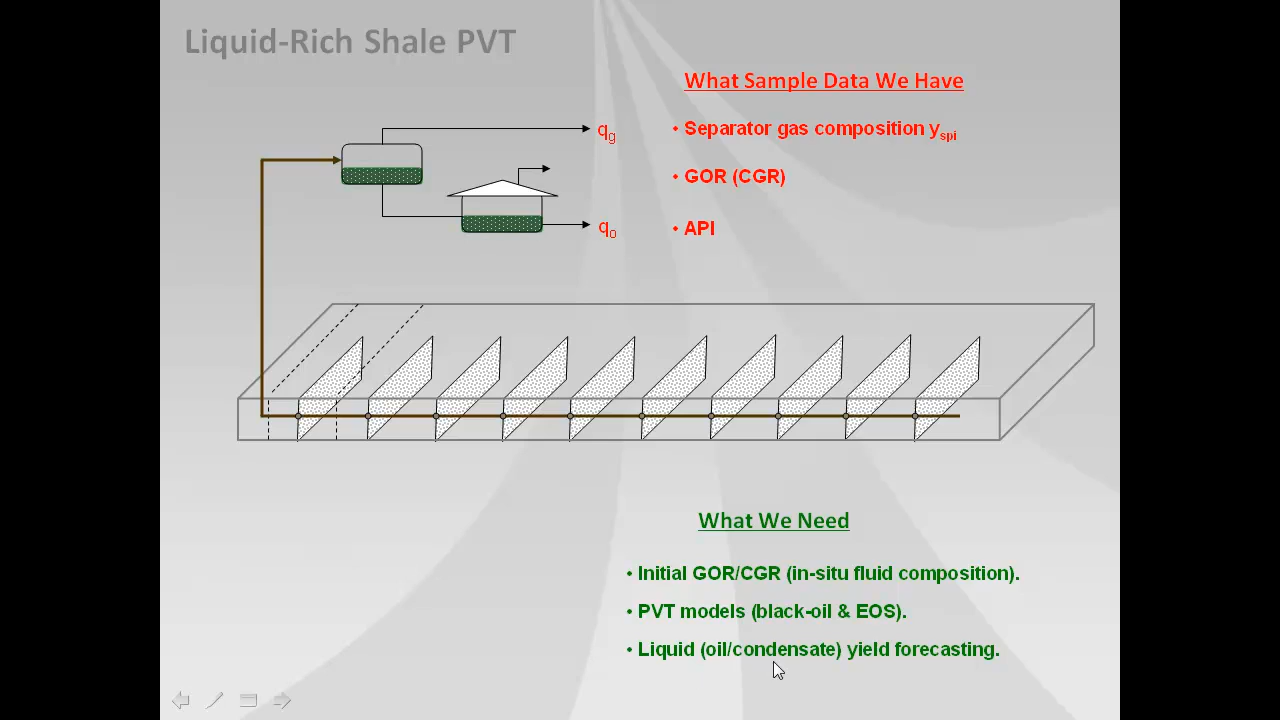 Liquid-Rich Shale PVT
What Sample Data We Have
• Separator gas composition yspi
• GOR (CGR)
• API
qg
qo
What We Need
• Initial GOR/CGR (in-situ fluid composition).
• PVT models (black-oil & EOS).
• Liquid (oil/condensate) yield forecasting.